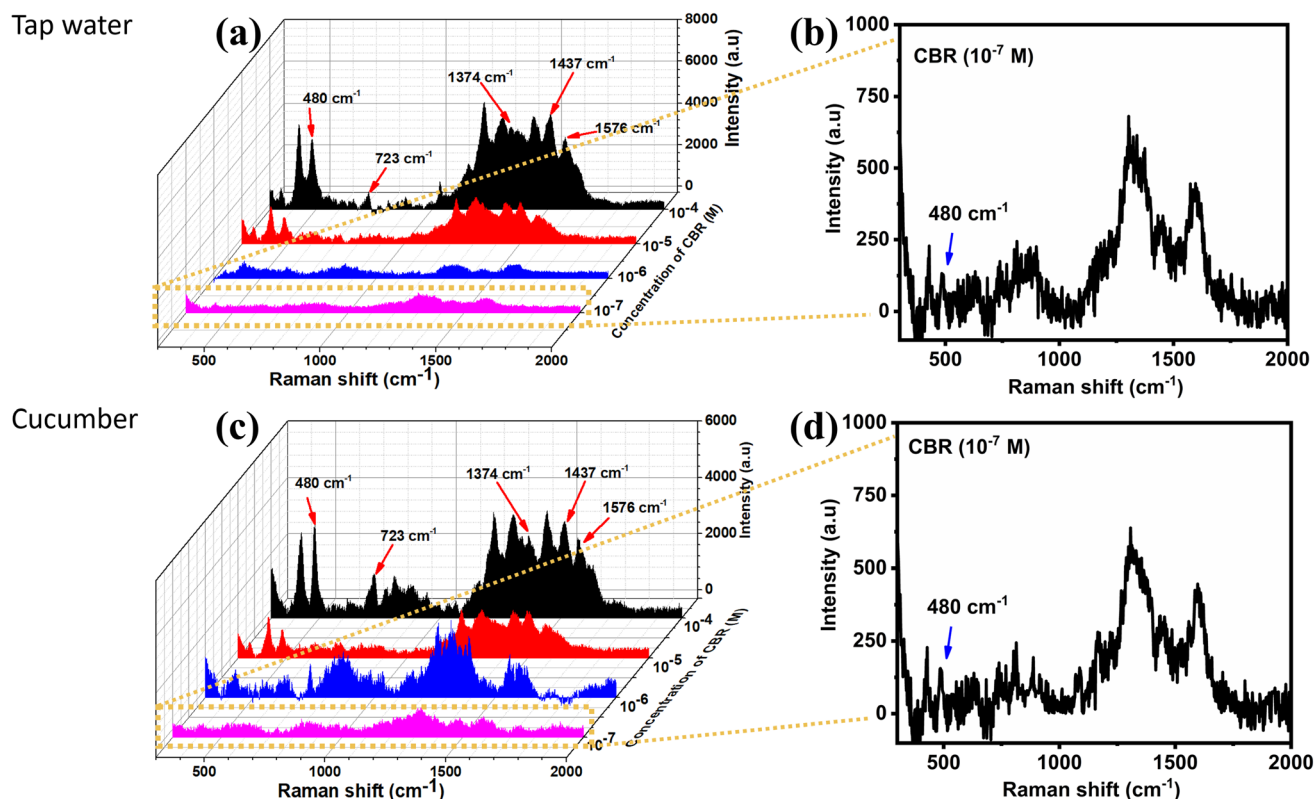 Tap water
(a)
8000
6000
4000
2000
0
Intensity (a.u)
480 cm-1
723 cm-1
1374 cm-1
1437 cm-1
1576 cm-1
10-4
10-5
10-6
10-7
Concentration of CBR (M)
500
1000
1500
2000
Raman shift (cm-1)
(b)
CBR (10-7 M)
1000
750
500
250
0
Intensity (a.u)
480 cm-1
500
1000
1500
2000
Raman shift (cm-1)
Cucumber
(c)
6000
4000
2000
0
Intensity (a.u)
480 cm-1
723 cm-1
1374 cm-1
1437 cm-1
1576 cm-1
10-4
10-5
10-6
10-7
Concentration of CBR (M)
500
1000
1500
2000
Raman shift (cm-1)
(d)
CBR (10-7 M)
1000
750
500
250
0
Intensity (a.u)
480 cm-1
500
1000
1500
2000
Raman shift (cm-1)